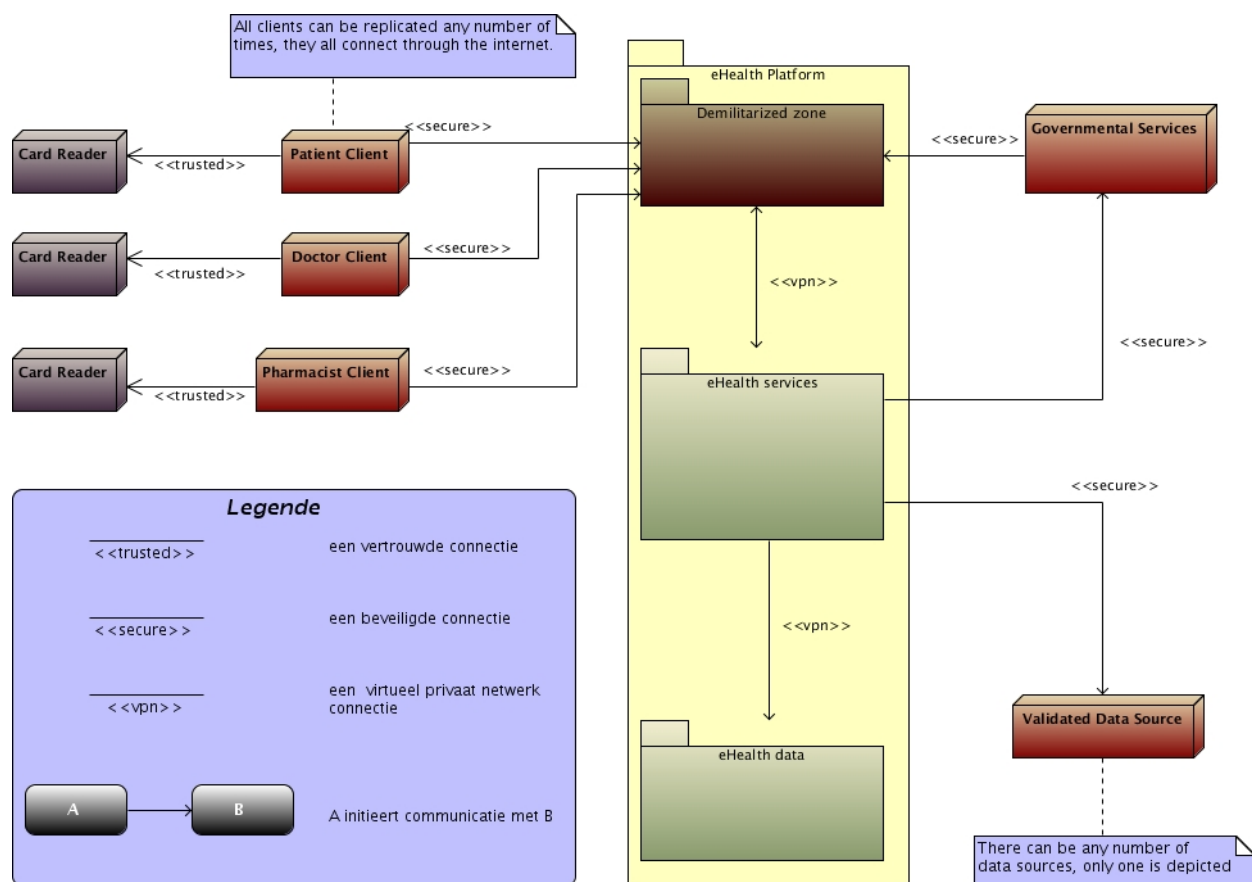 All clients can be replicated any number of
times, they all connect through the internet.
eHealth Platform
Demilitarized zone
Governmental Services
<<secure>>
<<secure>>
Card Reader
<<trusted>>
Patient Client
Card Reader
<<trusted>>
Doctor Client
<<secure>>
<<vpn>>
<<secure>>
Card Reader
<<trusted>>
Pharmacist Client
<<secure>>
eHealth services
<<secure>>
Legende
<<trusted>>
een vertrouwde connectie
<<secure>>
een beveiligde connectie
<<vpn>>
een virtueel privaat netwerk
connectie
A
B
A initieert communicatie met B
<<vpn>>
eHealth data
Validated Data Source
There can be any number of
data sources, only one is depicted